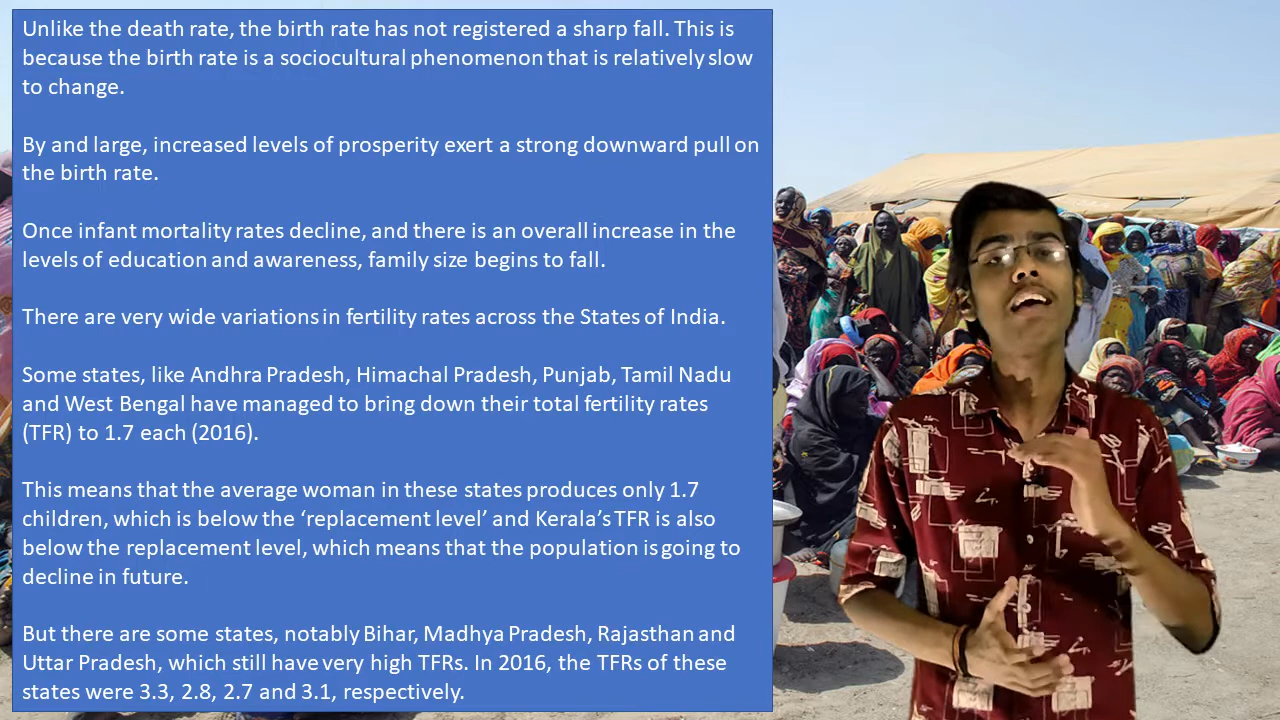 Unlike the death rate, the birth rate has not registered a sharp fall. This is
because the birth rate is a sociocultural phenomenon that is relatively slow
to change.
By and large, increased levels of prosperity exert a strong downward pull on
the birth rate.
Once infant mortality rates decline, and there is an overall increase in the
levels of education and awareness, family size begins to fall.
There are very wide variations in fertility rates across the States of India.
Some states, like Andhra Pradesh, Himachal Pradesh, Punjab, Tamil Nadu
and West Bengal have managed to bring down their total fertility rates
(TFR) to 1.7 each (2016).
This means that the average woman in these states produces only 1.7
children, which is below the ‘replacement level’ and Kerala’s TFR is also
below the replacement level, which means that the population is going to
decline in future.
But there are some states, notably Bihar, Madhya Pradesh, Rajasthan and
Uttar Pradesh, which still have very high TFRs. In 2016, the TFRs of these
states were 3.3, 2.8, 2.7 and 3.1, respectively.